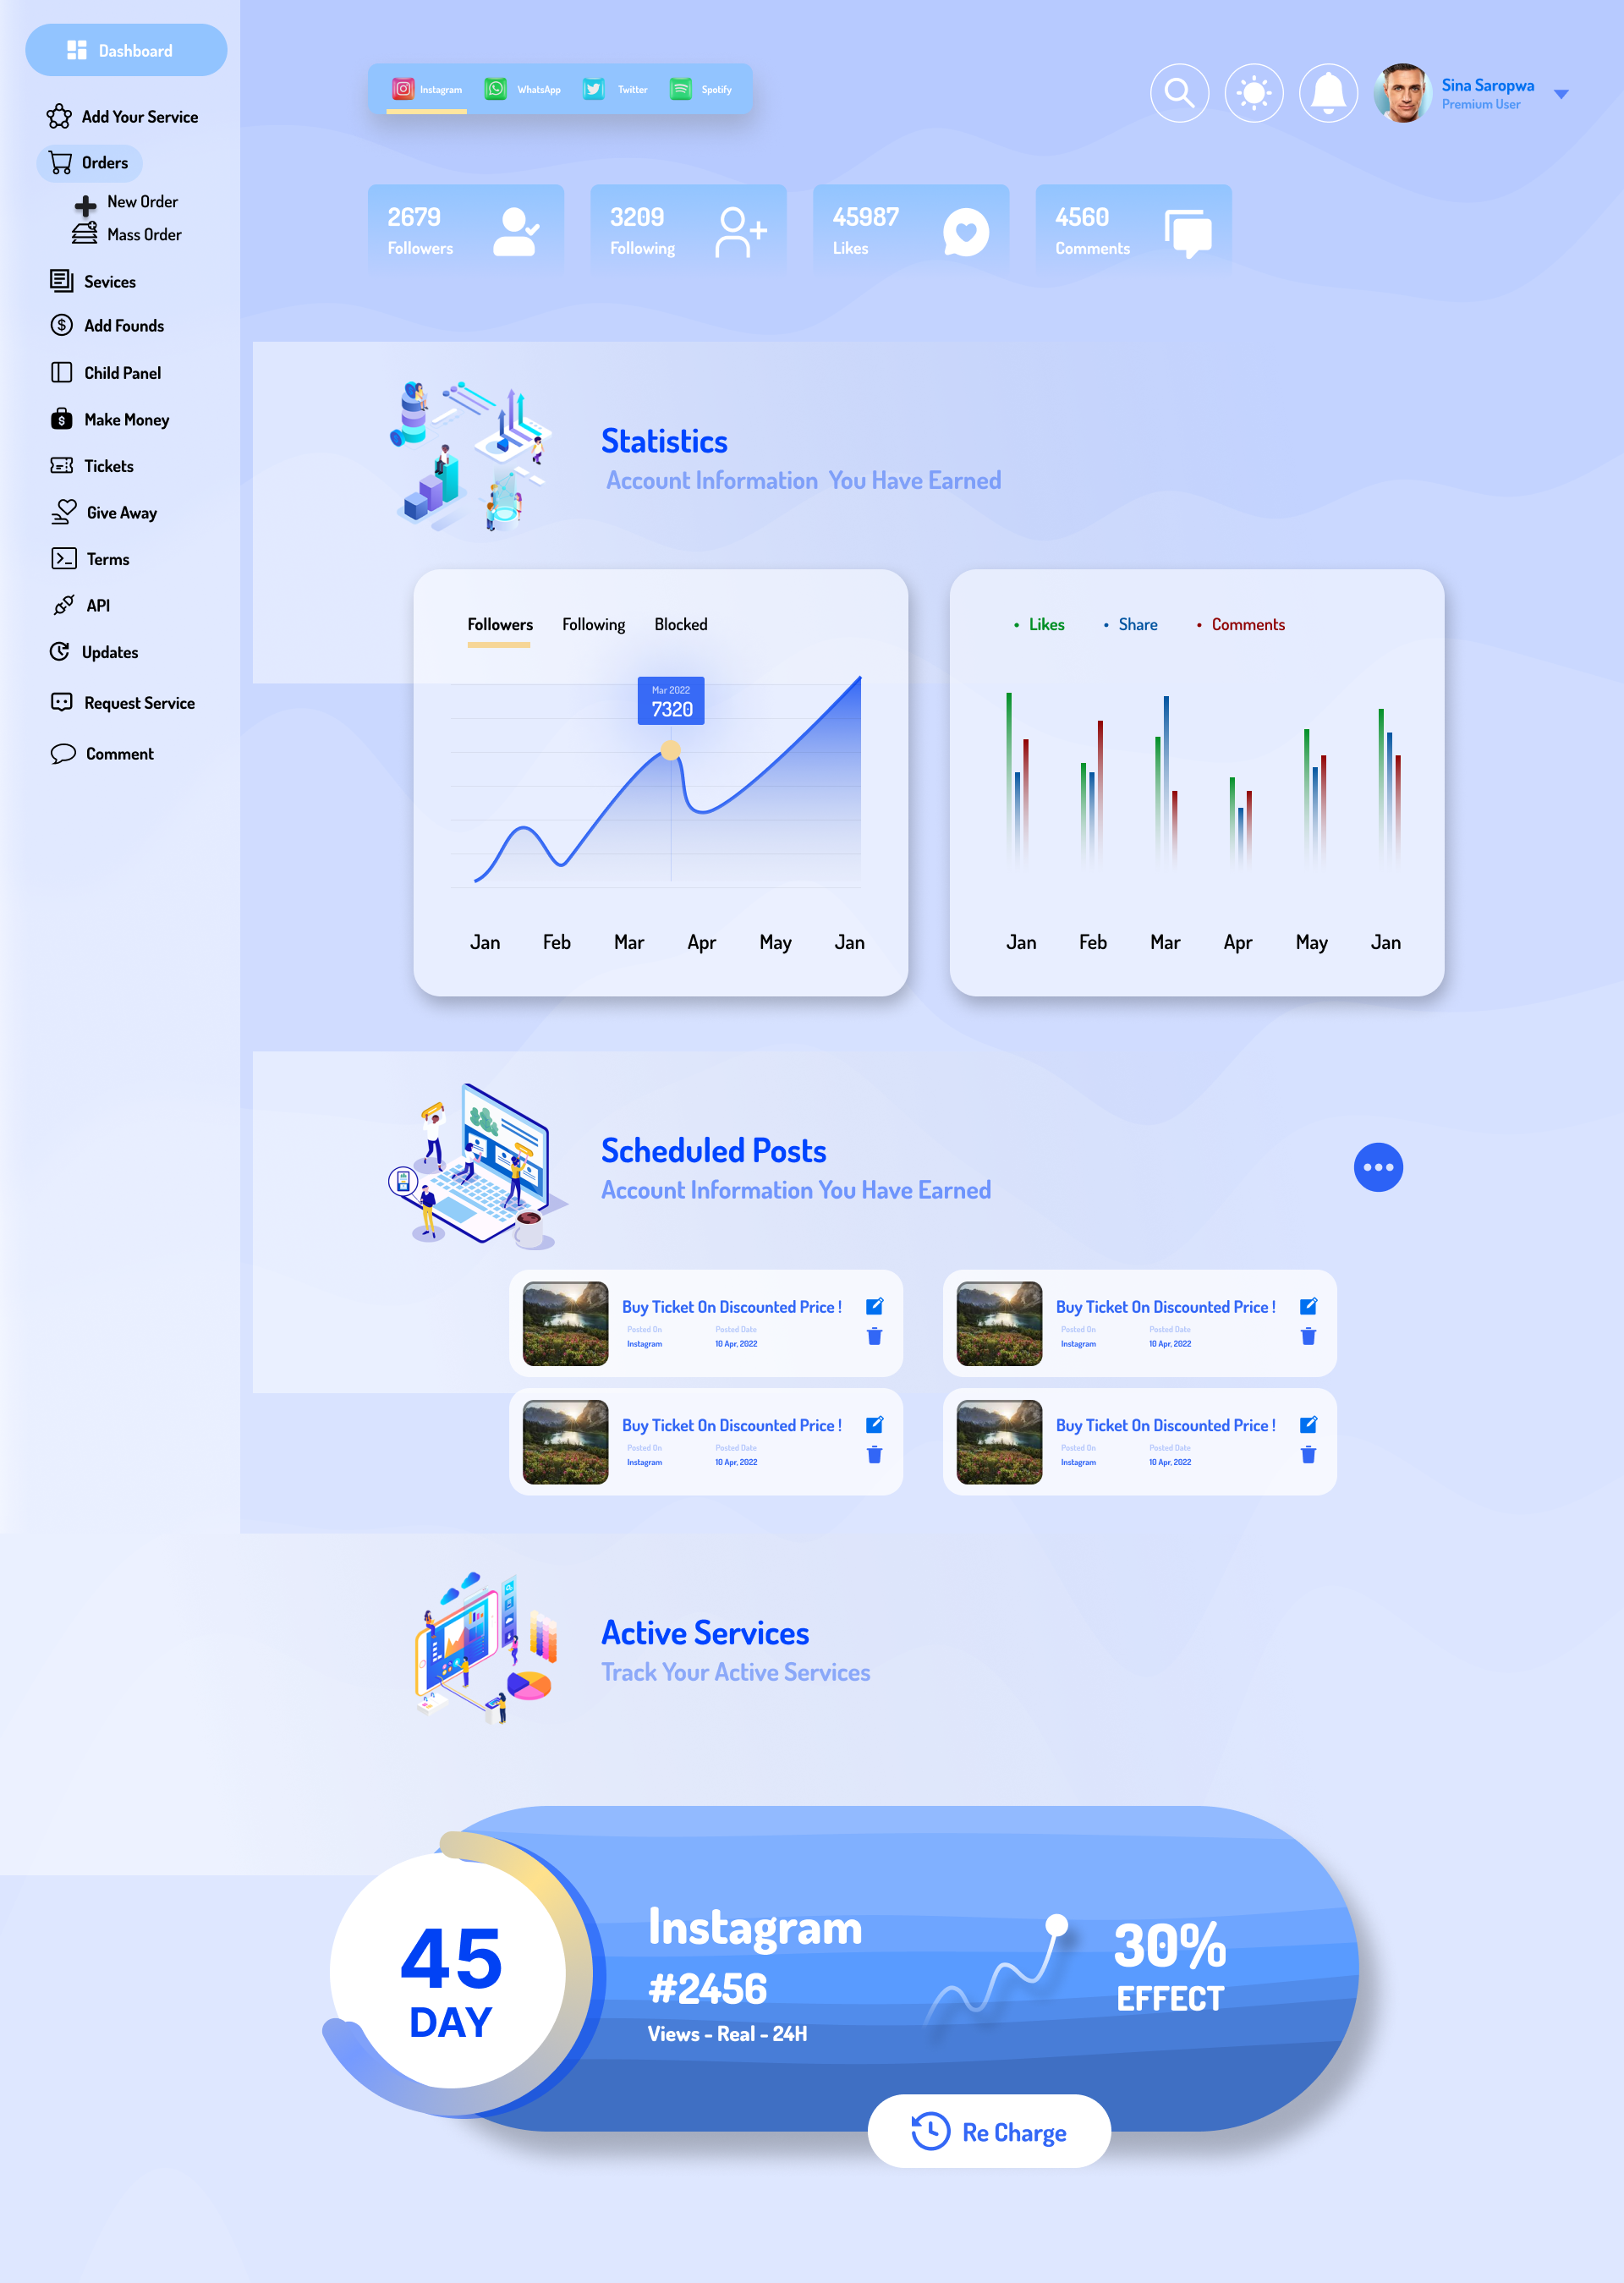 Dashboard
Add Your Service
Orders
New Order
Mass Order
Sevices
Add Founds
Child Panel
Make Money
Tickets
Give Away
Terms
API
Updates
Request Service
Comment
Instagram WhatsApp Twitter Spotify
Sina Saropwa
Premium User
2679
Followers
3209
Following
45987
Likes
4560
Comments
Statistics
Account Information You Have Earned
Followers Following Blocked
Mar 2022
7320
Jan Feb Mar Apr May Jan
• Likes • Share • Comments
Jan Feb Mar Apr May Jan
Scheduled Posts
Account Information You Have Earned
Buy Ticket On Discounted Price !
Posted On Posted Date
Instagram 10 Apr, 2022
Buy Ticket On Discounted Price !
Posted On Posted Date
Instagram 10 Apr, 2022
Buy Ticket On Discounted Price !
Posted On Posted Date
Instagram 10 Apr, 2022
Buy Ticket On Discounted Price !
Posted On Posted Date
Instagram 10 Apr, 2022
Active Services
Track Your Active Services
45
DAY
Instagram
#2456
Views - Real - 24H
30%
EFFECT
Re Charge